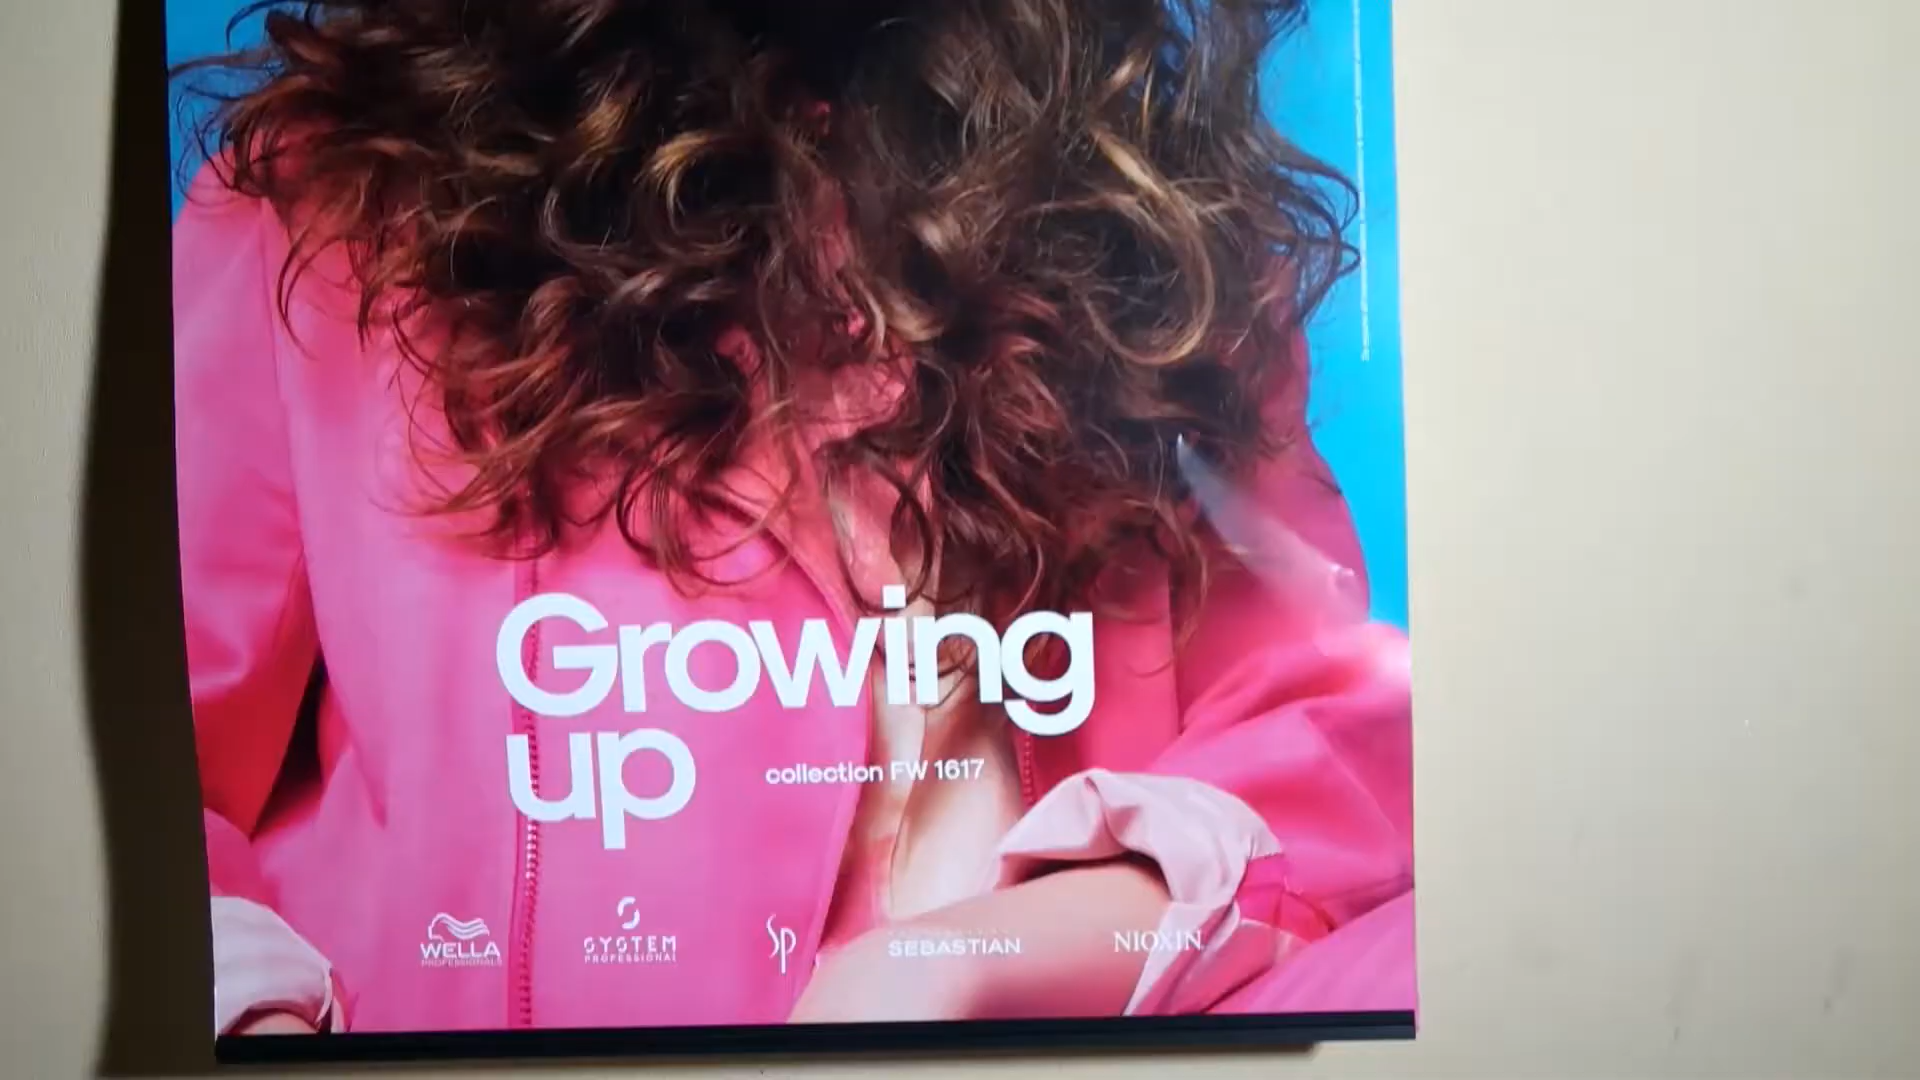 Growing
up
collection FW 1617
WELLA
PROFESSIONALS
SYSTEM
PROFESSIONAL
SP
SEBASTIAN
NIOXIN